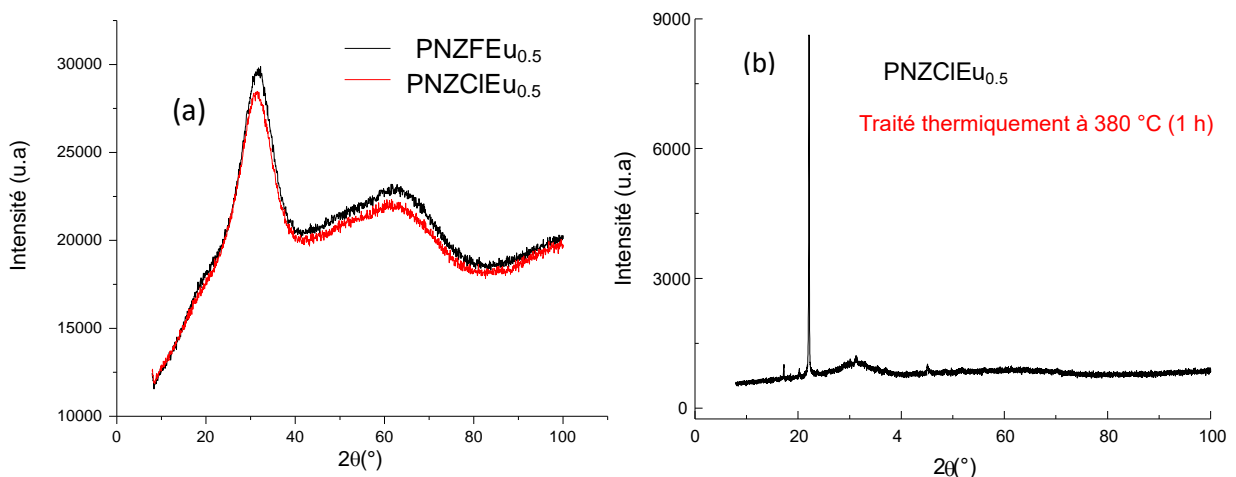 PNZFEu0.5
PNZClEu0.5
(a)
Intensité (u.a)
30000
25000
20000
15000
10000
0
20
40
60
80
100
2θ(°)
(b)
PNZClEu0.5
Traité thermiquement à 380 °C (1 h)
Intensité (u.a)
9000
6000
3000
0
0
20
4
60
80
100
2θ(°)